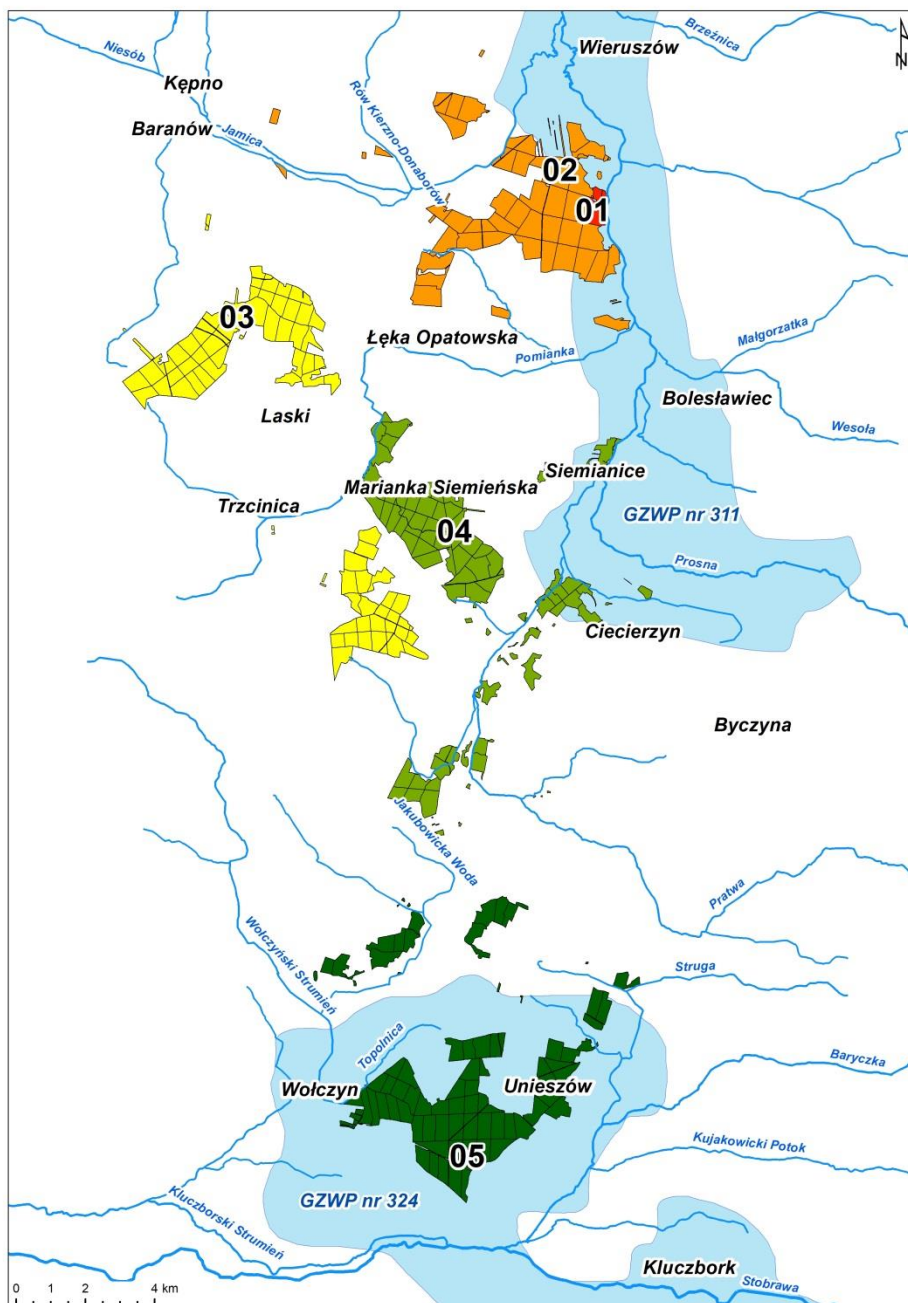 Brzeźnica
Wieruszów
N
Niesób
Kępno
Rów Kierzno-Donaborów
Baranów
Jamica
02
01
03
Łęka Opatowska
Pomianka
Małgorzatka
Laski
Bolesławiec
Wesoła
Siemianice
Marianka Siemieńska
Trzcinica
GZWP nr 311
04
Prosna
Ciecierzyn
Byczyna
Jakubowicka Woda
Pratwa
Wołczyński Strumień
Struga
Topolnica
Baryczka
Wołczyn
Unieszów
Kujakowicki Potok
05
GZWP nr 324
Kluczborski Strumień
Kluczbork
Stobrawa
0 1 2 4 km